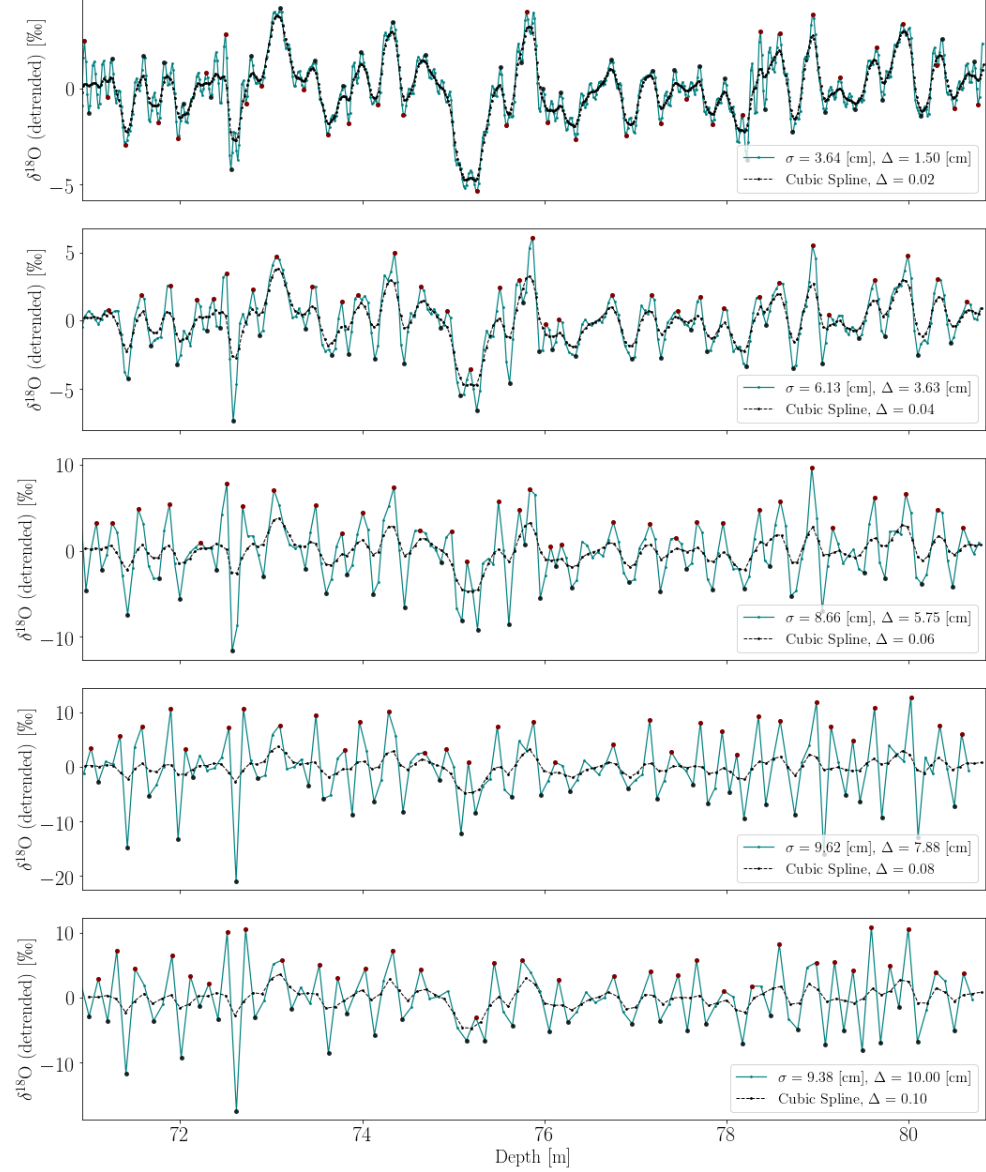 δ¹⁸O (detrended) [‰]
0
−5
σ = 3.64 [cm], Δ = 1.50 [cm]
Cubic Spline, Δ = 0.02
δ¹⁸O (detrended) [‰]
5
0
−5
σ = 6.13 [cm], Δ = 3.63 [cm]
Cubic Spline, Δ = 0.04
δ¹⁸O (detrended) [‰]
10
0
−10
σ = 8.66 [cm], Δ = 5.75 [cm]
Cubic Spline, Δ = 0.06
δ¹⁸O (detrended) [‰]
10
0
−10
−20
σ = 9.62 [cm], Δ = 7.88 [cm]
Cubic Spline, Δ = 0.08
δ¹⁸O (detrended) [‰]
10
0
−10
σ = 9.38 [cm], Δ = 10.00 [cm]
Cubic Spline, Δ = 0.10
72 74 76 78 80
Depth [m]